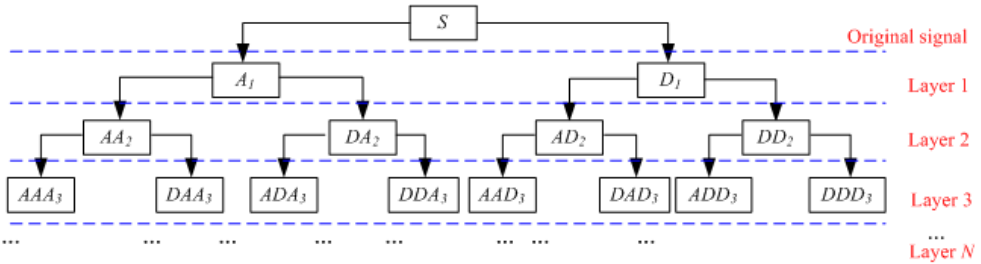 S
Original signal
A1 D1 Layer 1
AA2 DA2 AD2 DD2 Layer 2
AAA3 DAA3 ADA3 DDA3 AAD3 DAD3 ADD3 DDD3 Layer 3
... ... ... ... ... ... ... ... ...
Layer N